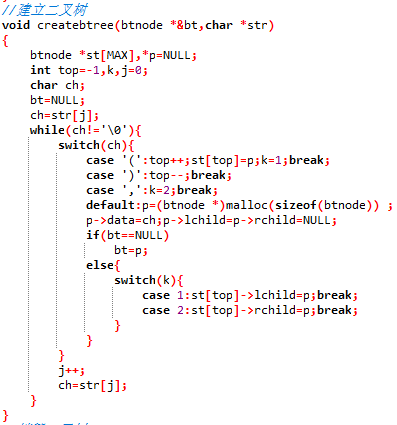 //建立二叉树
void createbtree(btnode *&bt,char *str)
{
btnode *st[MAX],*p=NULL;
int top=-1,k,j=0;
char ch;
bt=NULL;
ch=str[j];
while(ch!='\0'){
switch(ch){
case '(':top++;st[top]=p;k=1;break;
case ')':top--;break;
case ',':k=2;break;
default:p=(btnode *)malloc(sizeof(btnode)) ;
p->data=ch;p->lchild=p->rchild=NULL;
if(bt==NULL)
bt=p;
else{
switch(k){
case 1:st[top]->lchild=p;break;
case 2:st[top]->rchild=p;break;
}
}
}
j++;
ch=str[j];
}
}